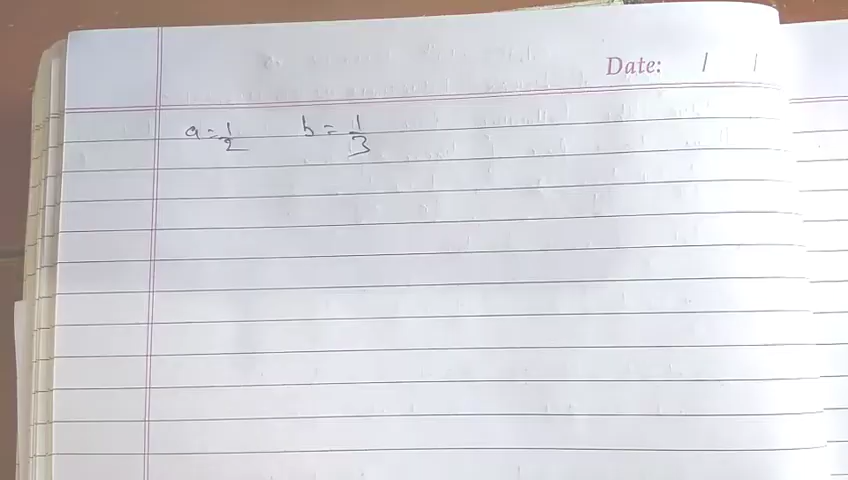 Date: / /
a = 1/2 b = 1/3